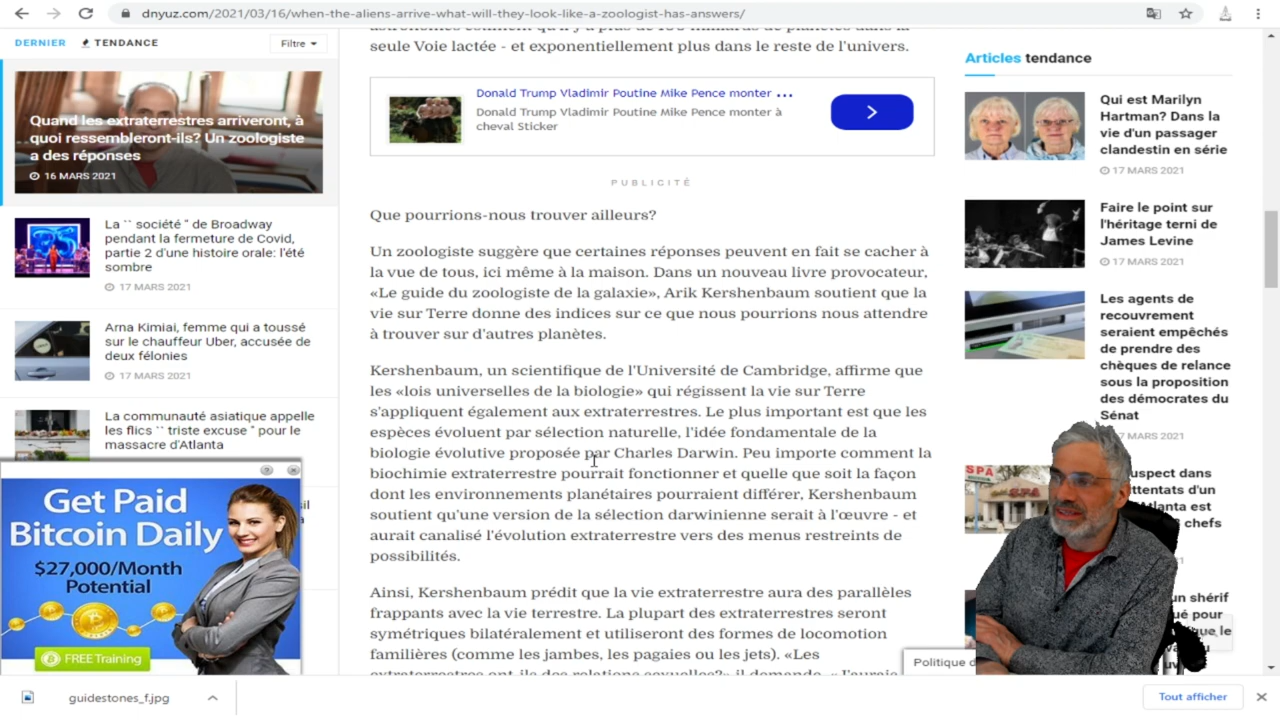 dnyuz.com/2021/03/16/when-the-aliens-arrive-what-will-they-look-like-a-zoologist-has-answers/
DERNIER
TENDANCE
Filtre
Quand les extraterrestres arriveront, à
quoi ressembleront-ils? Un zoologiste
a des réponses
16 MARS 2021
La `` société '' de Broadway
pendant la fermeture de Covid,
partie 2 d'une histoire orale: l'été
sombre
17 MARS 2021
Arna Kimiai, femme qui a toussé
sur le chauffeur Uber, accusée de
deux félonies
17 MARS 2021
La communauté asiatique appelle
les flics `` triste excuse '' pour le
massacre d'Atlanta
Get Paid
Bitcoin Daily
$27,000/Month
Potential
FREE Training
seule Voie lactée - et exponentiellement plus dans le reste de l'univers.
Donald Trump Vladimir Poutine Mike Pence monter ...
Donald Trump Vladimir Poutine Mike Pence monter à
cheval Sticker
PUBLICITÉ
Que pourrions-nous trouver ailleurs?
Un zoologiste suggère que certaines réponses peuvent en fait se cacher à
la vue de tous, ici même à la maison. Dans un nouveau livre provocateur,
«Le guide du zoologiste de la galaxie», Arik Kershenbaum soutient que la
vie sur Terre donne des indices sur ce que nous pourrions nous attendre
à trouver sur d'autres planètes.
Kershenbaum, un scientifique de l'Université de Cambridge, affirme que
les «lois universelles de la biologie» qui régissent la vie sur Terre
s'appliquent également aux extraterrestres. Le plus important est que les
espèces évoluent par sélection naturelle, l'idée fondamentale de la
biologie évolutive proposée par Charles Darwin. Peu importe comment la
biochimie extraterrestre pourrait fonctionner et quelle que soit la façon
dont les environnements planétaires pourraient différer, Kershenbaum
soutient qu'une version de la sélection darwinienne serait à l'œuvre - et
aurait canalisé l'évolution extraterrestre vers des menus restreints de
possibilités.
Ainsi, Kershenbaum prédit que la vie extraterrestre aura des parallèles
frappants avec la vie terrestre. La plupart des extraterrestres seront
symétriques bilatéralement et utiliseront des formes de locomotion
familières (comme les jambes, les pagaies ou les jets). «Les
Articles tendance
Qui est Marilyn
Hartman? Dans la
vie d'un passager
clandestin en série
17 MARS 2021
Faire le point sur
l'héritage terni de
James Levine
17 MARS 2021
Les agents de
recouvrement
seraient empêchés
de prendre des
chèques de relance
sous la proposition
des démocrates du
Sénat
MARS 2021
SPA
dans
d'un
est
chefs
un shérif
pour
le
Politique
guidestones_f.jpg
Tout afficher